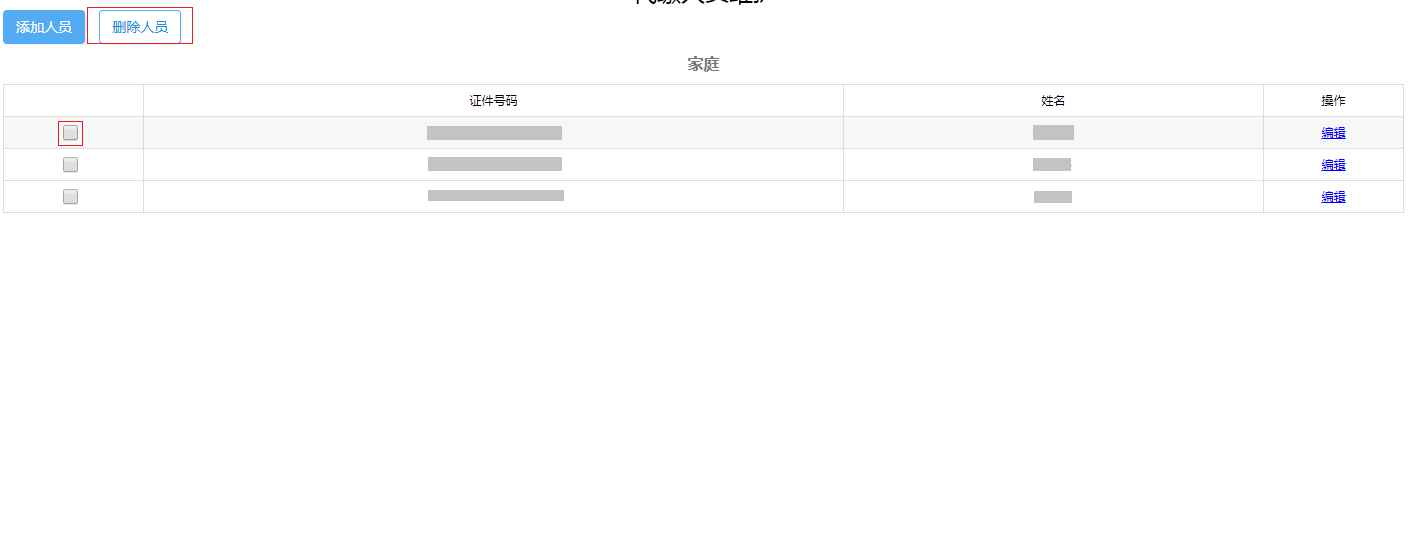 添加人员 删除人员
家庭
证件号码 姓名 操作
编辑
编辑
编辑